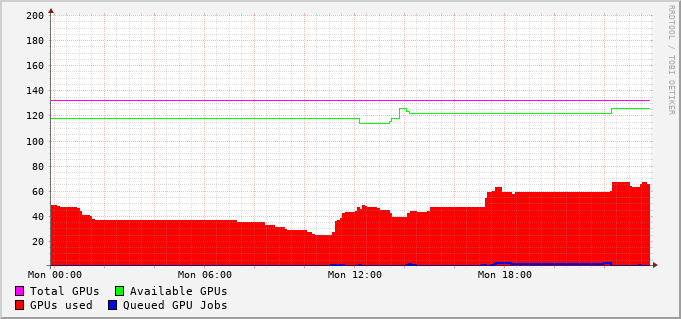 200
180
160
140
120
100
80
60
40
20
Mon 00:00 Mon 06:00 Mon 12:00 Mon 18:00
Total GPUs Available GPUs
GPUs used Queued GPU Jobs
RRDTOOL / TOBI OETIKER